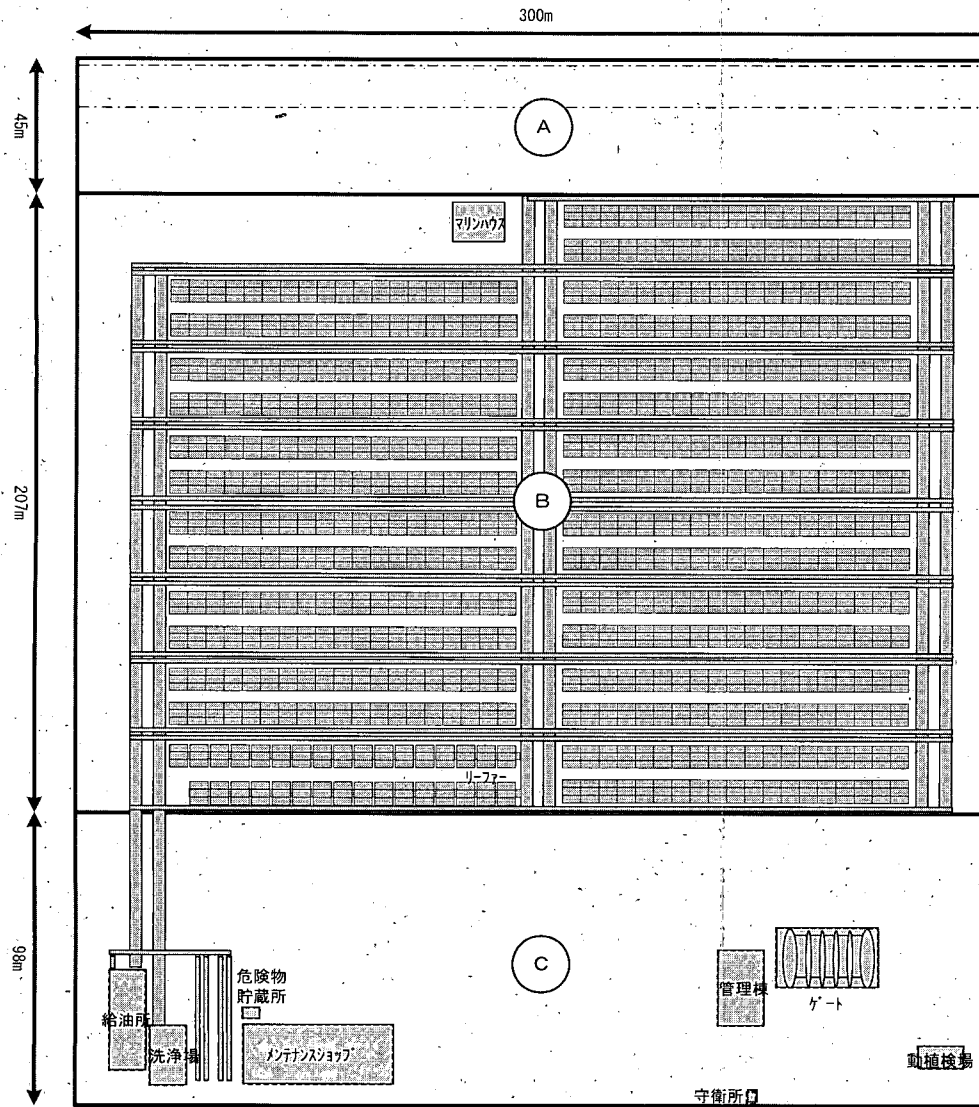 300m
45m
A
マリンハウス
207m
B
リーファー
98m
C
危険物
貯蔵所
給油所
洗浄場
メンテナンスショップ
管理棟
ゲート
動植検場
守衛所